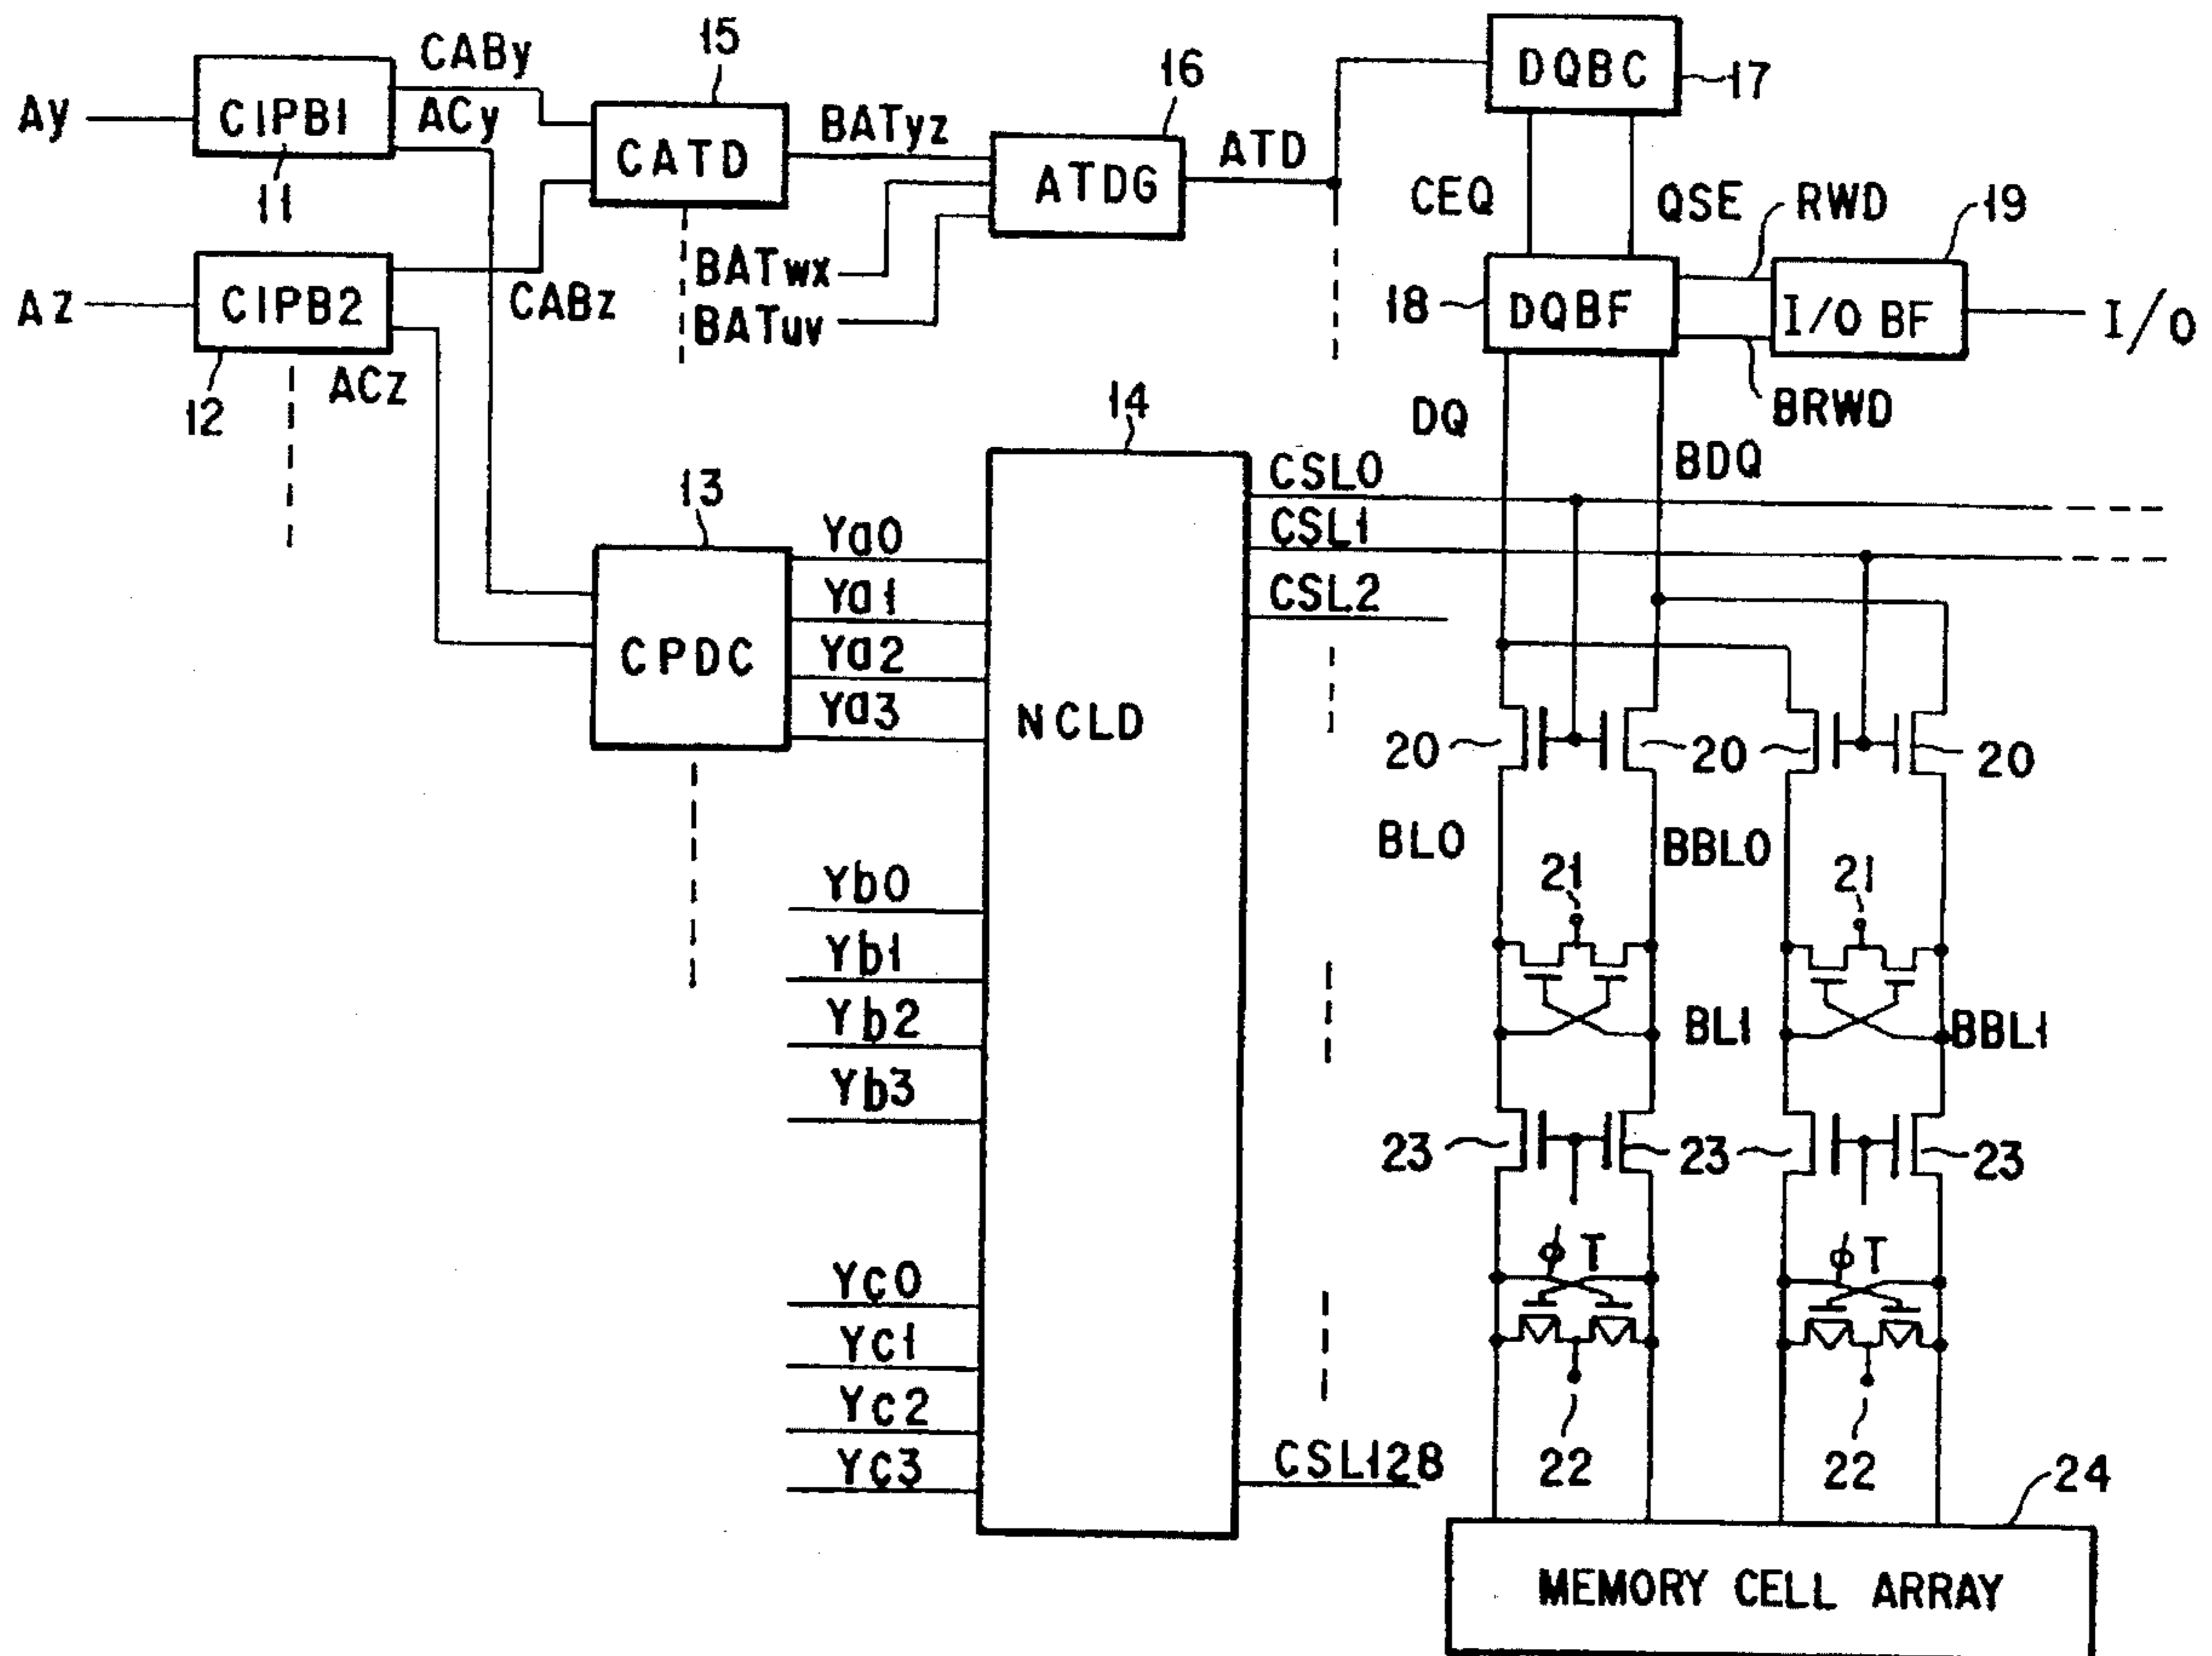 Ay
CIPB1
11
CABy
ACy
15
CATD
BATyz
16
ATDG
ATD
DQBC
17
Az
CIPB2
12
CABz
ACz
BATwx
BATuv
CEQ
QSE
RWD
19
18
DQBF
I/O BF
I/O
BRWD
DQ
BDQ
13
CPDC
14
NCLD
Ya0
Ya1
Ya2
Ya3
Yb0
Yb1
Yb2
Yb3
Yc0
Yc1
Yc2
Yc3
CSL0
CSL1
CSL2
CSL128
20
20
20
BL0
BBL0
21
21
BL1
BBL1
23
23
23
ϕT
ϕT
22
22
24
MEMORY CELL ARRAY